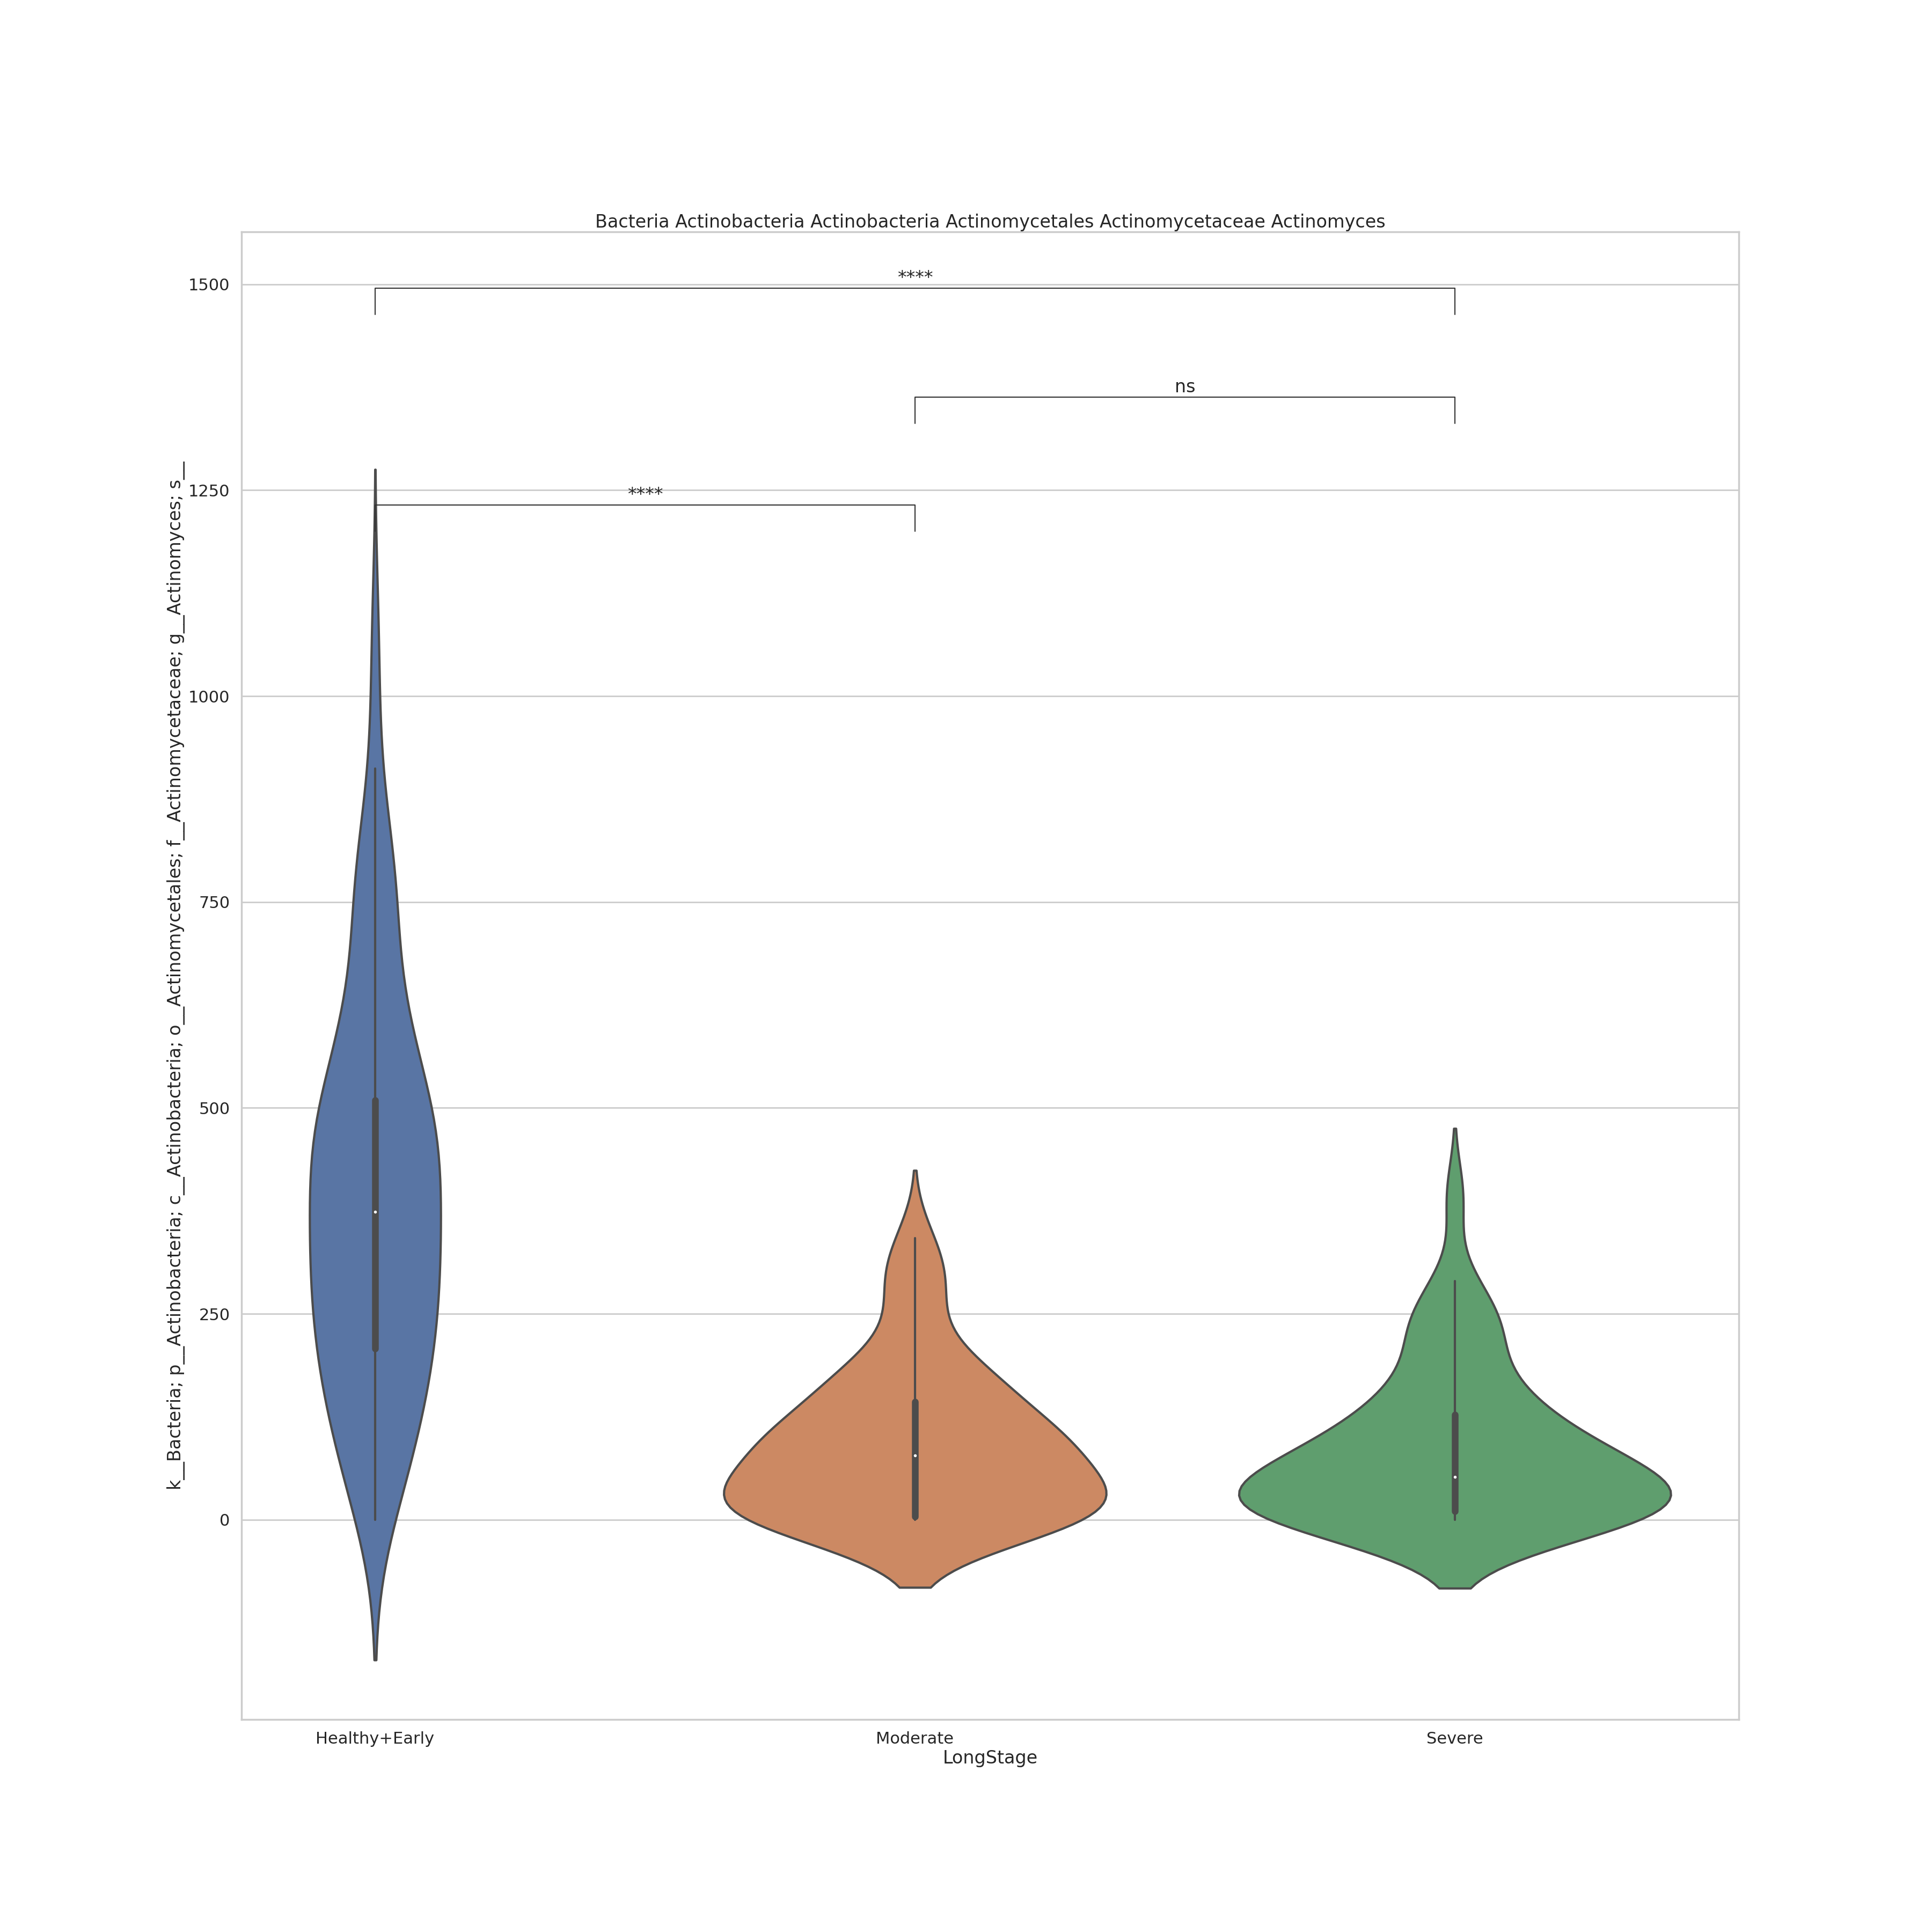 Bacteria Actinobacteria Actinobacteria Actinomycetales Actinomycetaceae Actinomyces
k__Bacteria; p__Actinobacteria; c__Actinobacteria; o__Actinomycetales; f__Actinomycetaceae; g__Actinomyces; s__
1500
1250
1000
750
500
250
0
****
ns
****
Healthy+Early
Moderate
Severe
LongStage